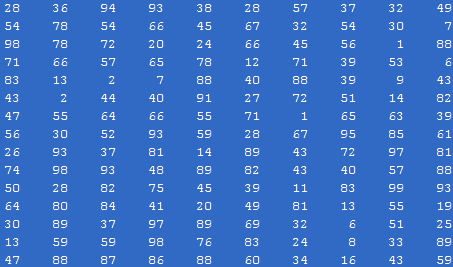 28 36 94 93 38 28 57 37 32 49
54 78 54 66 45 67 32 54 30 7
98 78 72 20 24 66 45 56 1 88
71 66 57 65 78 12 71 39 53 6
83 13 2 7 88 40 88 39 9 43
43 2 44 40 91 27 72 51 14 82
47 55 64 66 55 71 1 65 63 39
56 30 52 93 59 28 67 95 85 61
26 93 37 81 14 89 43 72 97 81
74 98 93 48 89 82 43 40 57 88
50 28 82 75 45 39 11 83 99 93
64 80 84 41 20 49 81 13 55 19
30 89 37 97 89 69 32 6 51 25
13 59 59 98 76 83 24 8 33 89
47 88 87 86 88 60 34 16 43 59